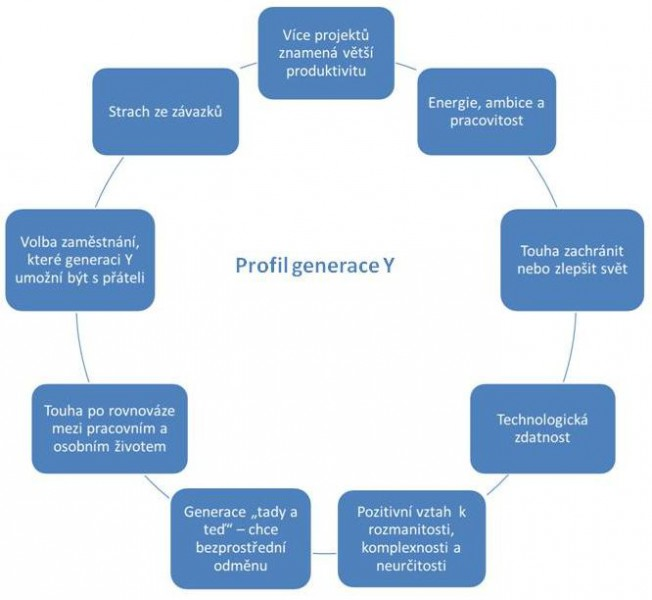 Více projektů
znamená větší
produktivitu
Energie, ambice a
pracovitost
Touha zachránit
nebo zlepšit svět
Technologická
zdatnost
Pozitivní vztah k
rozmanitosti,
komplexnosti a
neurčitosti
Generace „tady a
teď“ – chce
bezprostřední
odměnu
Touha po rovnováze
mezi pracovním a
osobním životem
Volba zaměstnání,
které generaci Y
umožní být s přáteli
Strach ze závazků
Profil generace Y